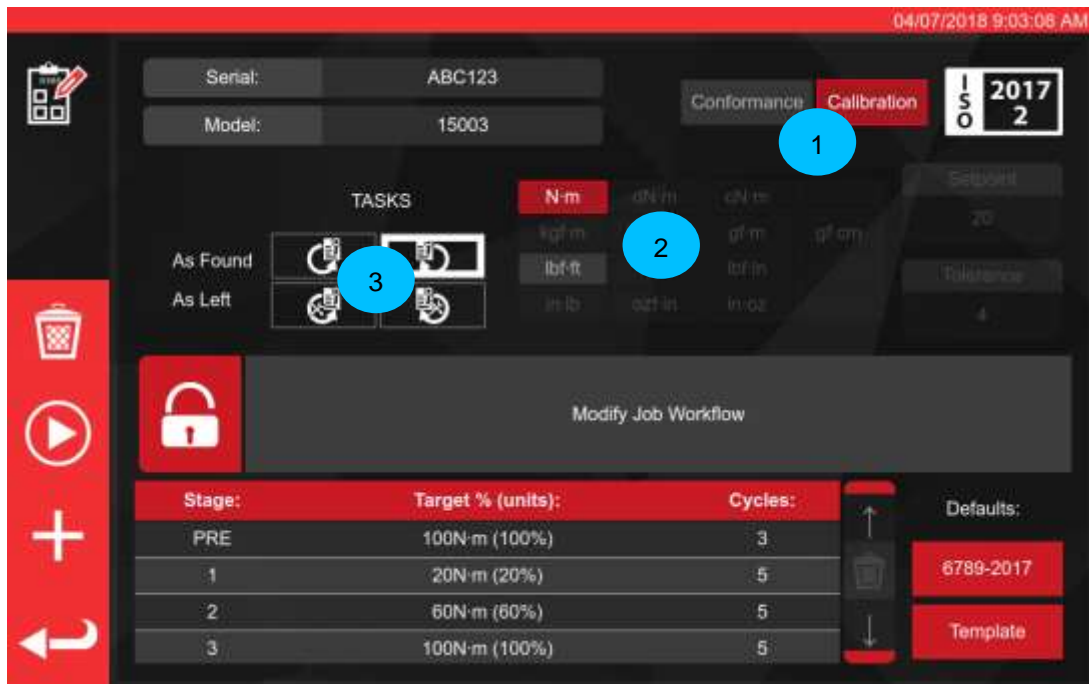 04/07/2018 9:03:06 AM
Serial: ABC123
Model: 15003
Conformance Calibration
ISO 2017 2
1
TASKS
N·m dN·m cN·m
kgf·m gf·m gf·cm
lbf·ft lbf·in
in·lb ozf·in in·oz
2
Setpoint
20
Tolerance
4
As Found
As Left
3
Modify Job Workflow
Stage: Target % (units): Cycles:
PRE 100N·m (100%) 3
1 20N·m (20%) 5
2 60N·m (60%) 5
3 100N·m (100%) 5
Defaults:
6789-2017
Template